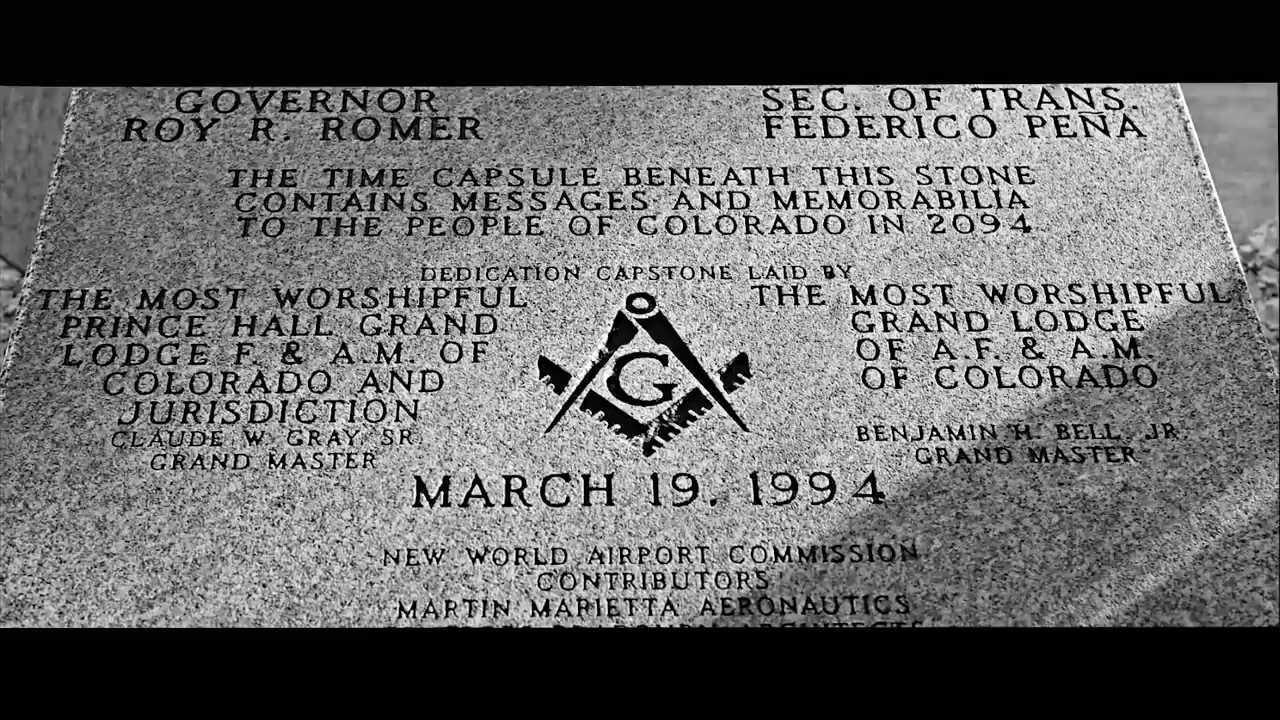 GOVERNOR
ROY R. ROMER
SEC. OF TRANS.
FEDERICO PEÑA
THE TIME CAPSULE BENEATH THIS STONE
CONTAINS MESSAGES AND MEMORABILIA
TO THE PEOPLE OF COLORADO IN 2094
DEDICATION CAPSTONE LAID BY
THE MOST WORSHIPFUL
PRINCE HALL GRAND
LODGE F. & A.M. OF
COLORADO AND
JURISDICTION
CLAUDE W. GRAY, SR.
GRAND MASTER
G
THE MOST WORSHIPFUL
GRAND LODGE
OF A.F. & A.M.
OF COLORADO
BENJAMIN H. BELL, JR
GRAND MASTER
MARCH 19, 1994
NEW WORLD AIRPORT COMMISSION
CONTRIBUTORS
MARTIN MARIETTA AERONAUTICS
ARCHITECTS